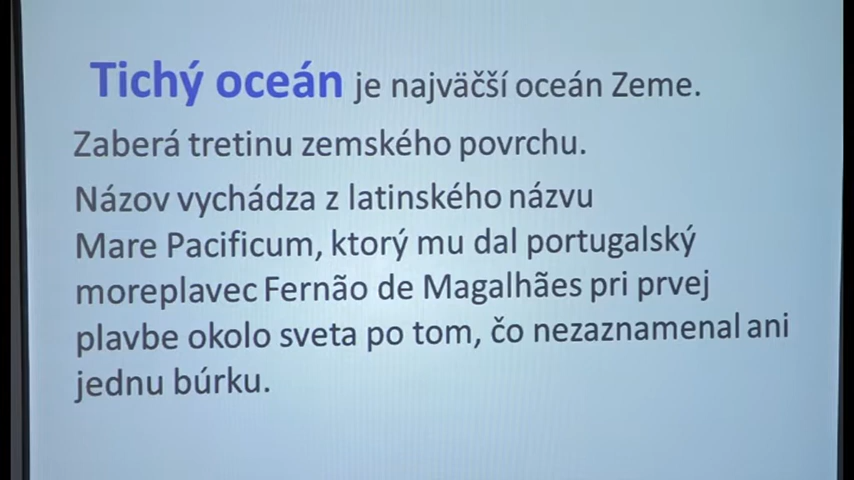 Tichý oceán je najväčší oceán Zeme.
Zaberá tretinu zemského povrchu.
Názov vychádza z latinského názvu
Mare Pacificum, ktorý mu dal portugalský
moreplavec Fernão de Magalhães pri prvej
plavbe okolo sveta po tom, čo nezaznamenal ani
jednu búrku.